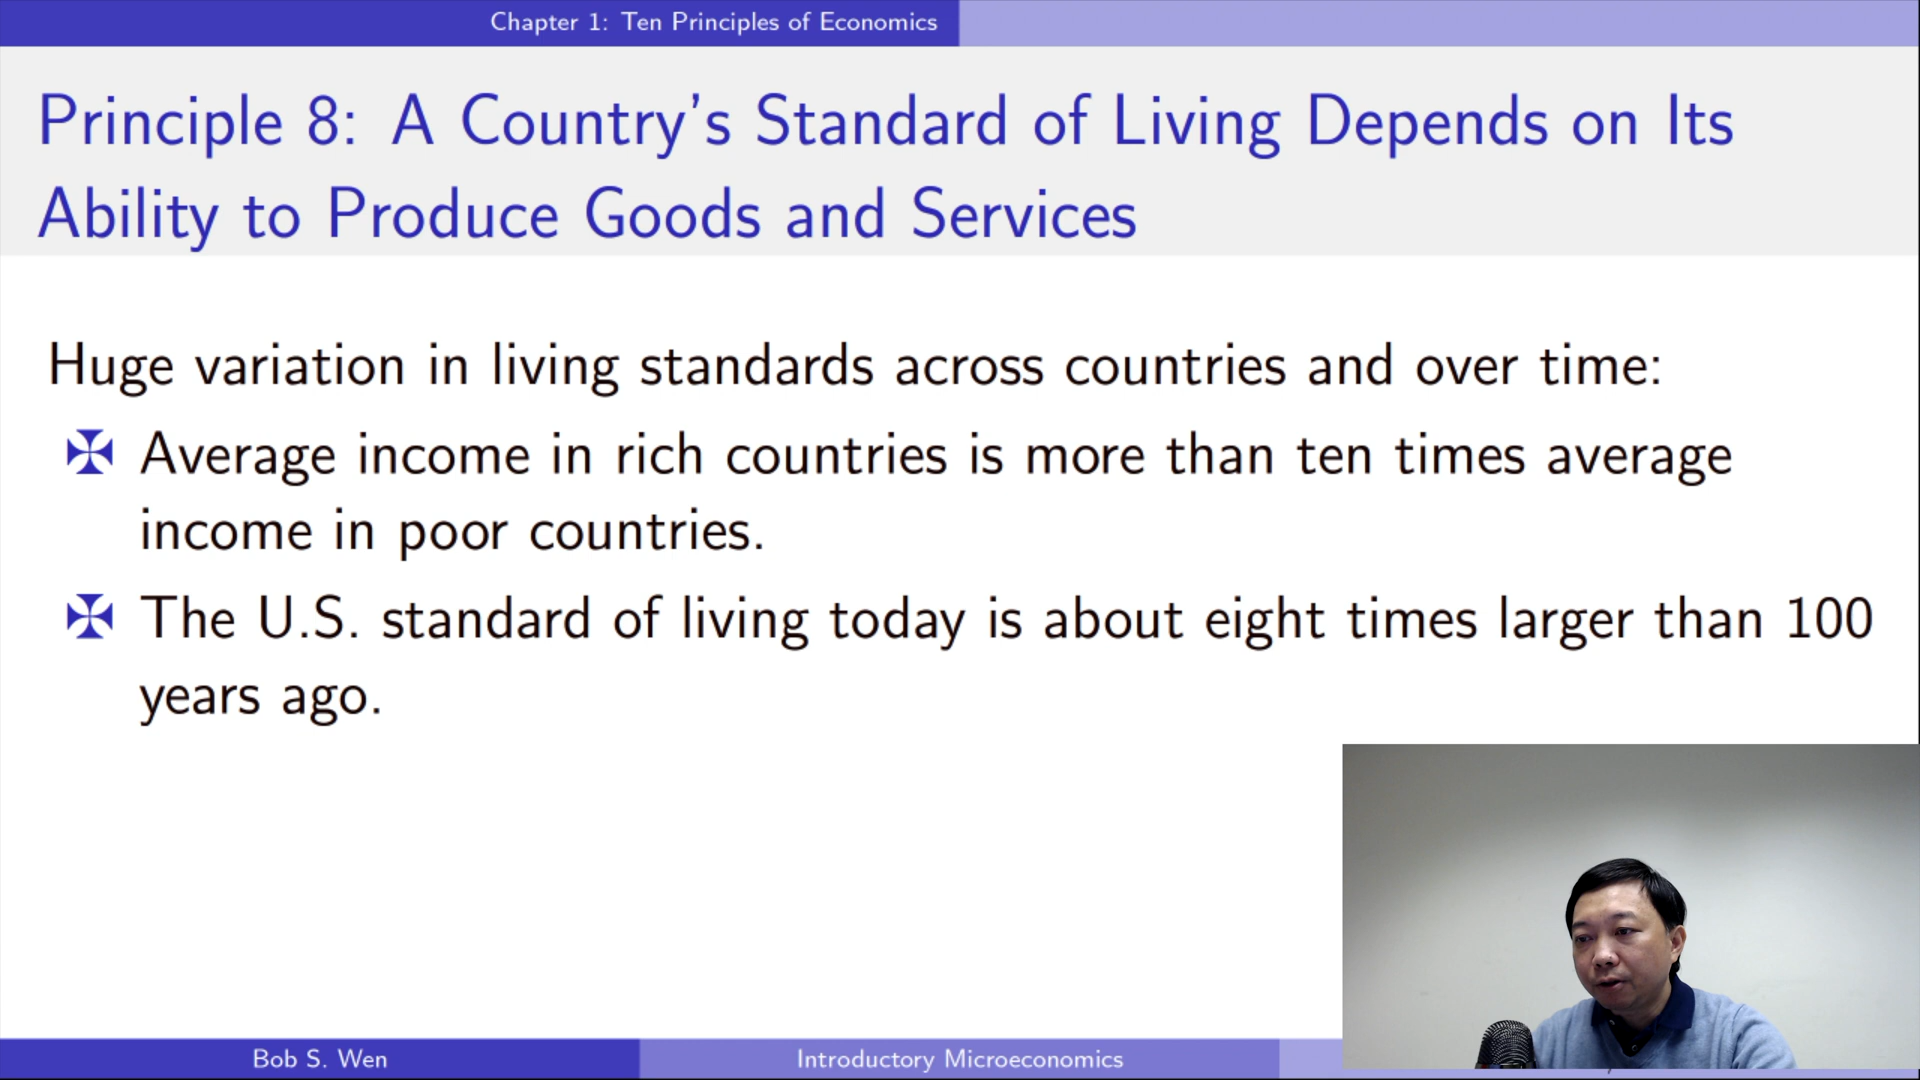 Chapter 1: Ten Principles of Economics
Principle 8: A Country's Standard of Living Depends on Its
Ability to Produce Goods and Services
Huge variation in living standards across countries and over time:
Average income in rich countries is more than ten times average
income in poor countries.
The U.S. standard of living today is about eight times larger than 100
years ago.
Bob S. Wen
Introductory Microeconomics